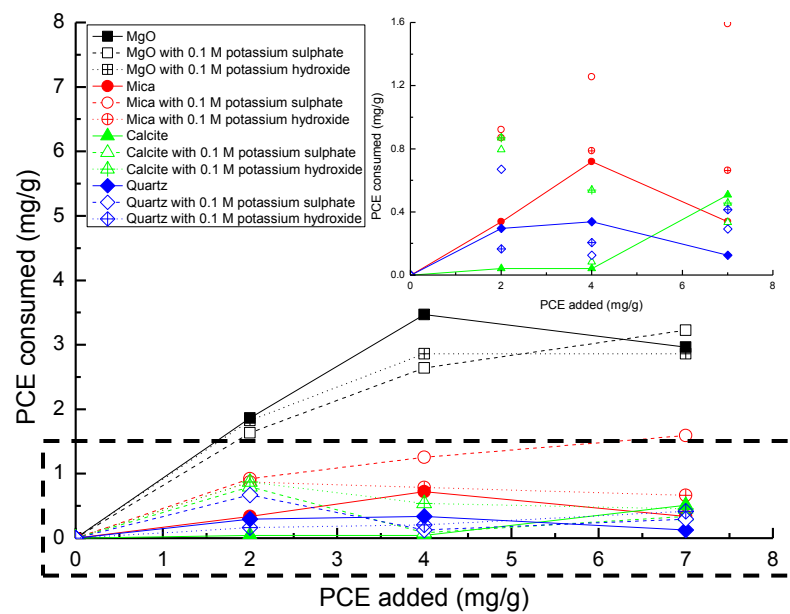 8
7
6
5
4
3
2
1
0
PCE consumed (mg/g)
MgO
MgO with 0.1 M potassium sulphate
MgO with 0.1 M potassium hydroxide
Mica
Mica with 0.1 M potassium sulphate
Mica with 0.1 M potassium hydroxide
Calcite
Calcite with 0.1 M potassium sulphate
Calcite with 0.1 M potassium hydroxide
Quartz
Quartz with 0.1 M potassium sulphate
Quartz with 0.1 M potassium hydroxide
1.6
1.2
0.8
0.4
0.0
PCE consumed (mg/g)
0 2 4 6 8
PCE added (mg/g)
0 1 2 3 4 5 6 7 8
PCE added (mg/g)